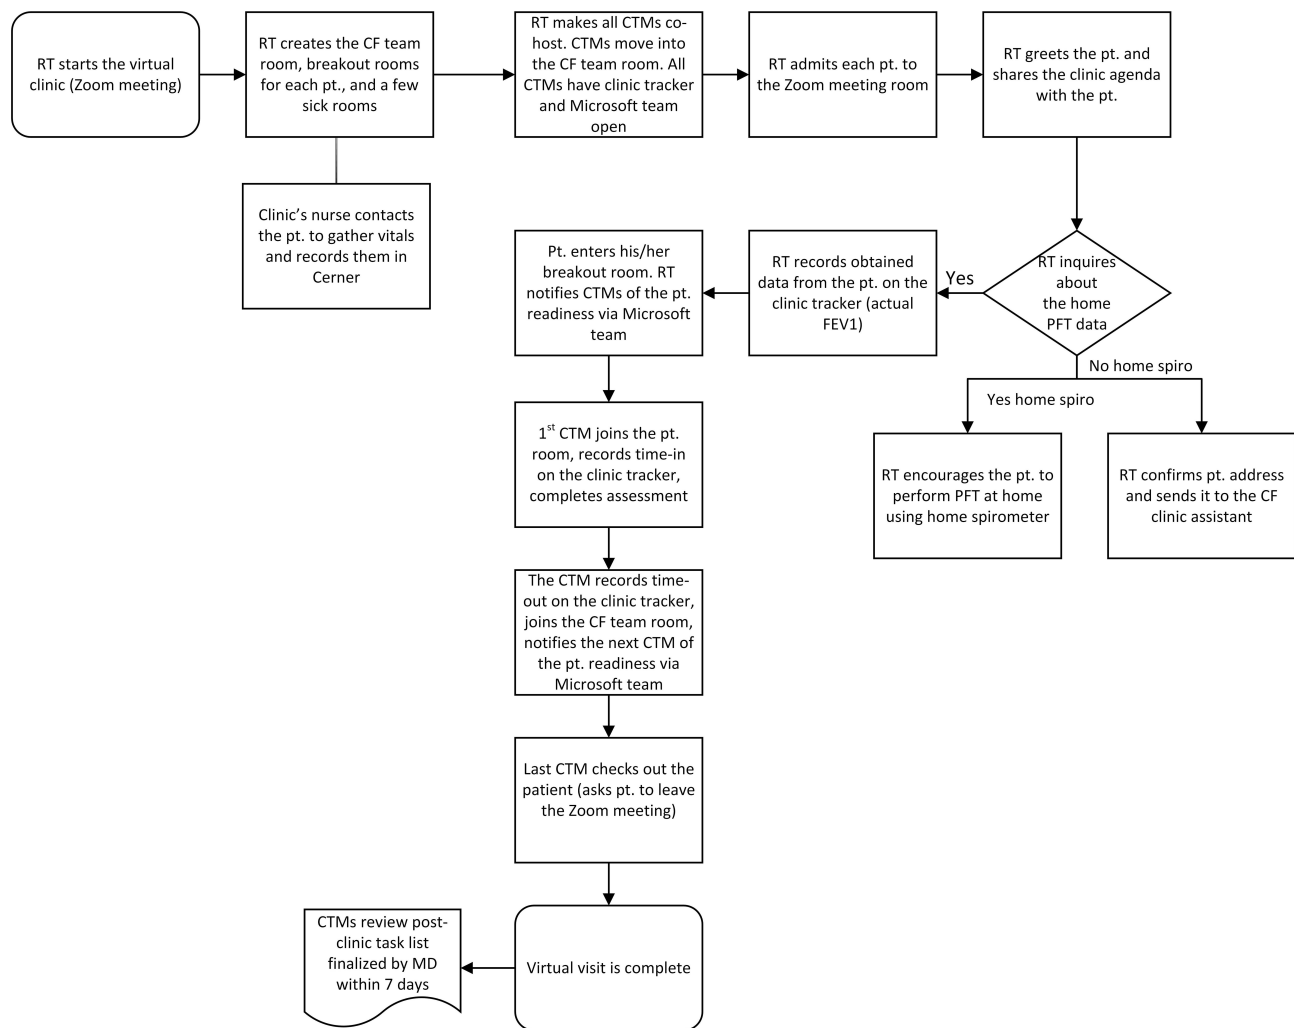 RT starts the virtual
clinic (Zoom meeting)
RT creates the CF team
room, breakout rooms
for each pt., and a few
sick rooms
RT makes all CTMs co-
host. CTMs move into
the CF team room. All
CTMs have clinic tracker
and Microsoft team
open
RT admits each pt. to
the Zoom meeting room
RT greets the pt. and
shares the clinic agenda
with the pt.
Clinic’s nurse contacts
the pt. to gather vitals
and records them in
Cerner
Pt. enters his/her
breakout room. RT
notifies CTMs of the pt.
readiness via Microsoft
team
RT records obtained
data from the pt. on the
clinic tracker (actual
FEV1)
Yes
RT inquires
about
the home
PFT data
No home spiro
Yes home spiro
1st CTM joins the pt.
room, records time-in
on the clinic tracker,
completes assessment
RT encourages the pt. to
perform PFT at home
using home spirometer
RT confirms pt. address
and sends it to the CF
clinic assistant
The CTM records time-
out on the clinic tracker,
joins the CF team room,
notifies the next CTM of
the pt. readiness via
Microsoft team
Last CTM checks out the
patient (asks pt. to leave
the Zoom meeting)
CTMs review post-
clinic task list
finalized by MD
within 7 days
Virtual visit is complete